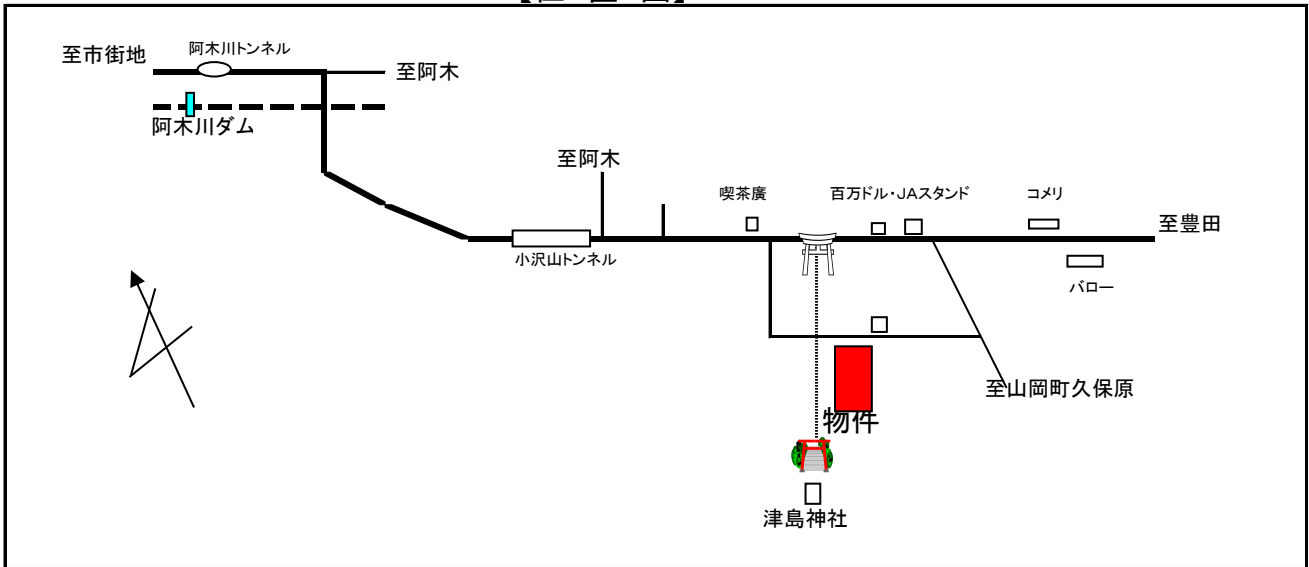 【位 置 図】
至市街地
阿木川トンネル
至阿木
阿木川ダム
至阿木
喫茶廣
百万ドル・JAスタンド
コメリ
至豊田
小沢山トンネル
バロー
至山岡町久保原
物件
津島神社